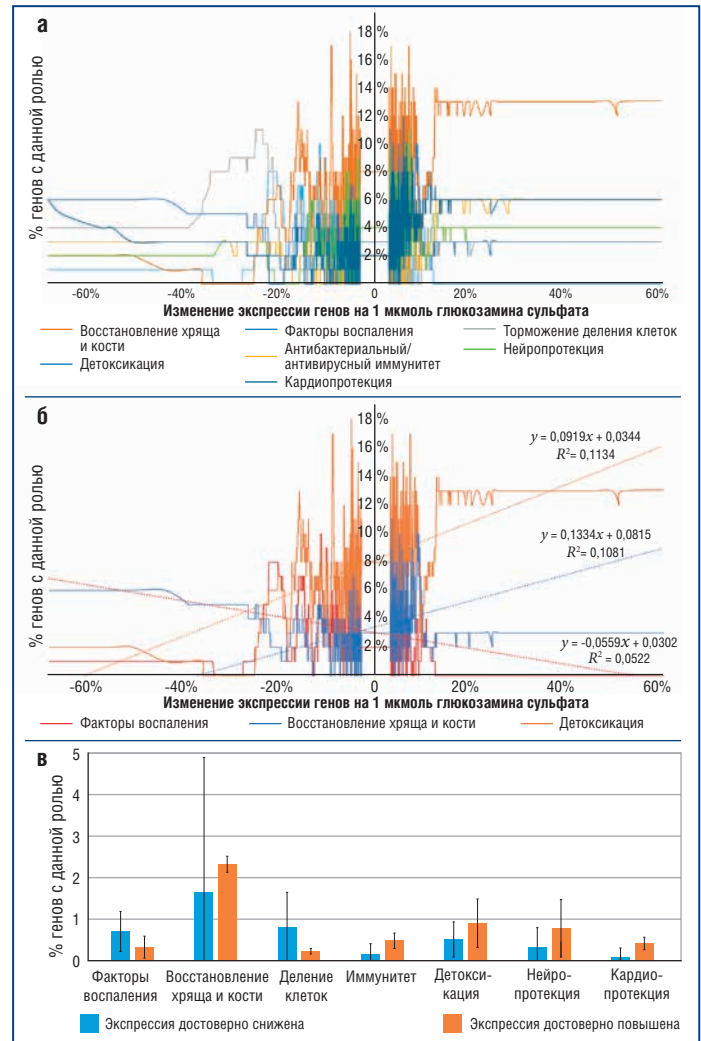 а
18 %
16 %
14 %
12 %
10 %
8 %
6 %
4 %
2 %
% генов с данной ролью
-60% -40% -20% 0 20% 40% 60%
Изменение экспрессии генов на 1 мкмоль глюкозамина сульфата
Восстановление хряща и кости
Детоксикация
Факторы воспаления
Антибактериальный/
антивирусный иммунитет
Кардиопротекция
Торможение деления клеток
Нейропротекция
б
18 %
16 %
14 %
12 %
10 %
8 %
6 %
4 %
2 %
% генов с данной ролью
y = 0,0919x + 0,0344
R²= 0,1134
y = 0,1334x + 0,0815
R²= 0,1081
y = -0,0559x + 0,0302
R² = 0,0522
-60% -40% -20% 0 20% 40% 60%
Изменение экспрессии генов на 1 мкмоль глюкозамина сульфата
Факторы воспаления Восстановление хряща и кости Детоксикация
в
5
4
3
2
1
0
% генов с данной ролью
Факторы воспаления
Восстановление хряща и кости
Деление клеток
Иммунитет
Детокси-
кация
Нейро-
протекция
Кардио-
протекция
Экспрессия достоверно снижена Экспрессия достоверно повышена